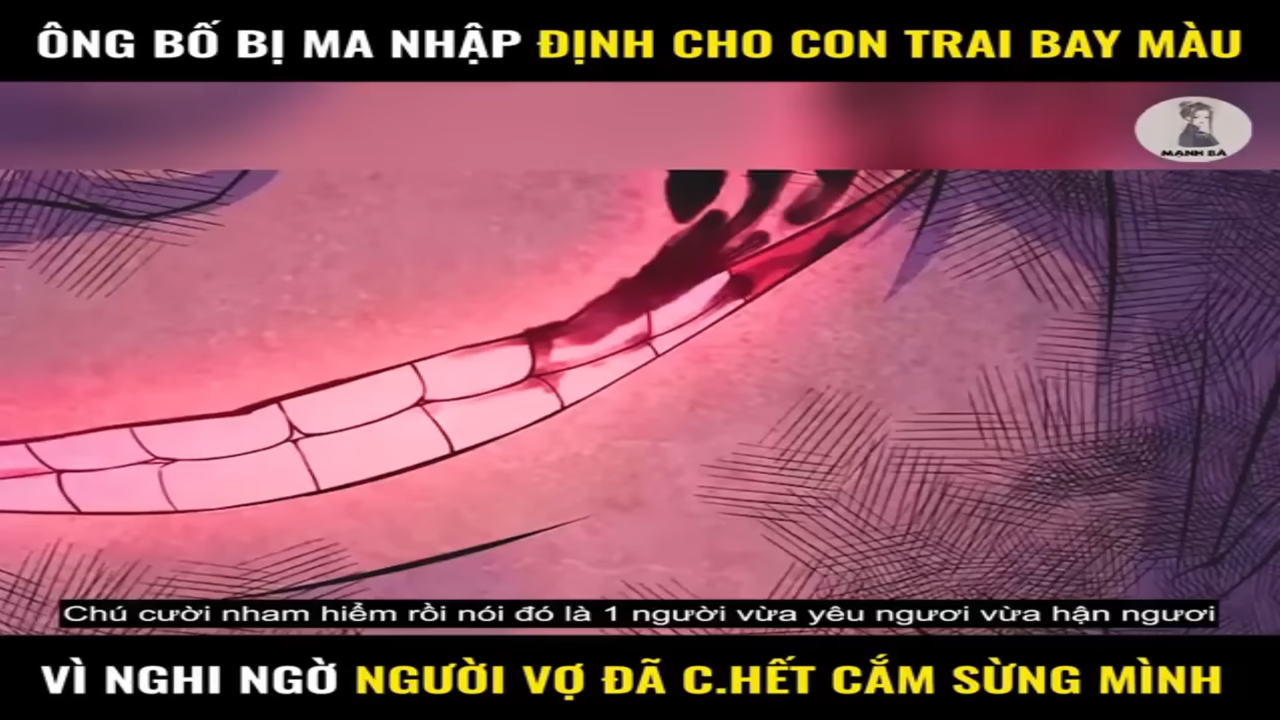 ÔNG BỐ BỊ MA NHẬP ĐỊNH CHO CON TRAI BAY MÀU
MẠNH BÀ
Chú cười nham hiểm rồi nói đó là 1 người vừa yêu ngươi vừa hận ngươi
VÌ NGHI NGỜ NGƯỜI VỢ ĐÃ C.HẾT CẮM SỪNG MÌNH